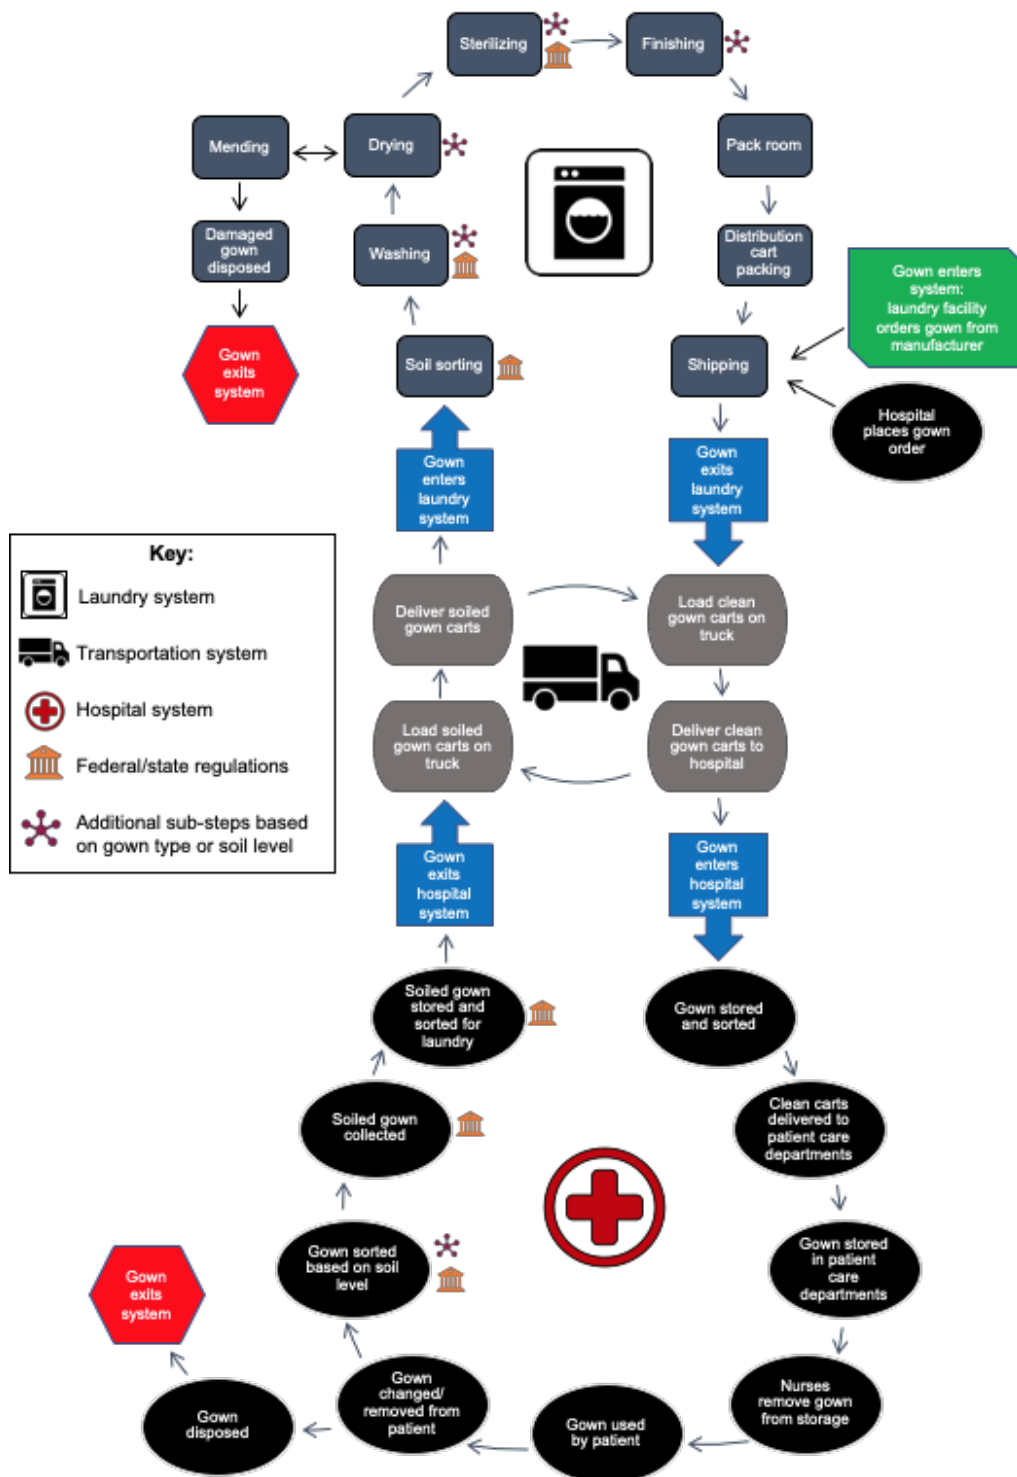 Sterilizing
Finishing
Mending
Drying
Pack room
Damaged
gown
disposed
Washing
Distribution
cart
packing
Gown enters
system:
laundry facility
orders gown from
manufacturer
Gown
exits
system
Soil sorting
Shipping
Hospital
places gown
order
Gown
enters
laundry
system
Gown
exits
laundry
system
Key:
Laundry system
Transportation system
Hospital system
Federal/state regulations
Additional sub-steps based
on gown type or soil level
Deliver soiled
gown carts
Load clean
gown carts on
truck
Load soiled
gown carts on
truck
Deliver clean
gown carts to
hospital
Gown
exits
hospital
system
Gown
enters
hospital
system
Soiled gown
stored and
sorted for
laundry
Gown stored
and sorted
Soiled gown
collected
Clean carts
delivered to
patient care
departments
Gown sorted
based on soil
level
Gown stored
in patient
care
departments
Gown
exits
system
Gown
disposed
Gown
changed/
removed from
patient
Gown used
by patient
Nurses
remove gown
from storage